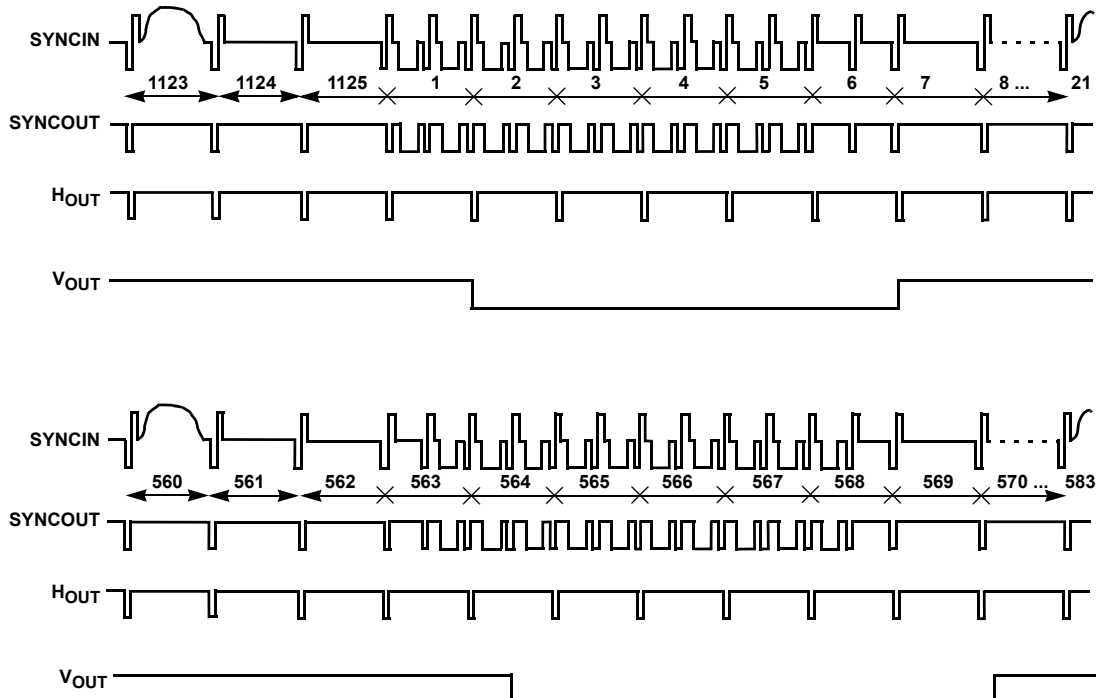 SYNCIN
1123 1124 1125 1 2 3 4 5 6 7 8 ... 21
SYNCOUT
HOUT
VOUT
SYNCIN
560 561 562 563 564 565 566 567 568 569 570 ... 583
SYNCOUT
HOUT
VOUT